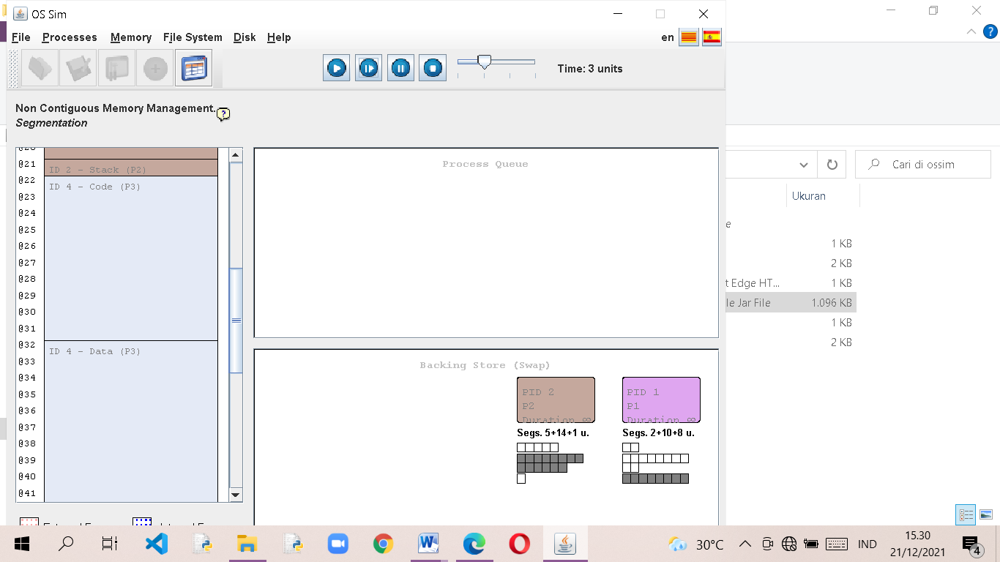 OS Sim
File Processes Memory File System Disk Help
en
Time: 3 units
Non Contiguous Memory Management.
Segmentation
@21
@22
@23
@24
@25
@26
@27
@28
@29
@30
@31
@32
@33
@34
@35
@36
@37
@38
@39
@40
@41
ID 2 - Stack (P2)
ID 4 - Code (P3)
ID 4 - Data (P3)
Process Queue
Backing Store (Swap)
PID 2
P2
Duration ∞
Segs. 5+14+1 u.
PID 1
P1
Duration ∞
Segs. 2+10+8 u.
Cari di ossim
Ukuran
e
1 KB
2 KB
t Edge HT... 1 KB
le Jar File 1.096 KB
1 KB
2 KB
30°C
IND
15.30
21/12/2021
4